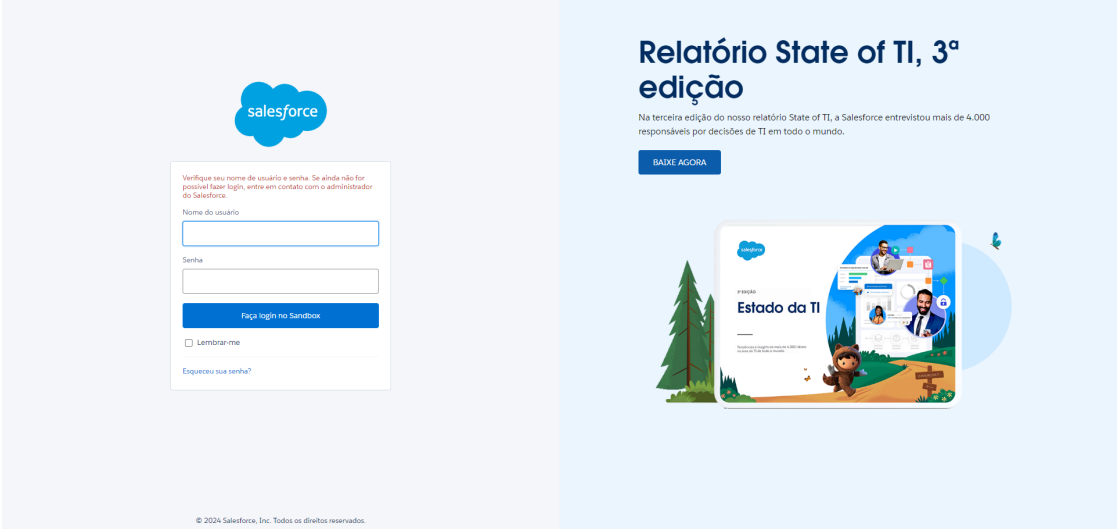 salesforce
Verifique seu nome de usuário e senha. Se ainda não for
possível fazer login, entre em contato com o administrador
do Salesforce.
Nome do usuário
Senha
Faça login no Sandbox
Lembrar-me
Esqueceu sua senha?
© 2024 Salesforce, Inc. Todos os direitos reservados.
Relatório State of TI, 3ª
edição
Na terceira edição do nosso relatório State of TI, a Salesforce entrevistou mais de 4.000
responsáveis por decisões de TI em todo o mundo.
BAIXE AGORA
salesforce
3ª EDIÇÃO
Estado da TI